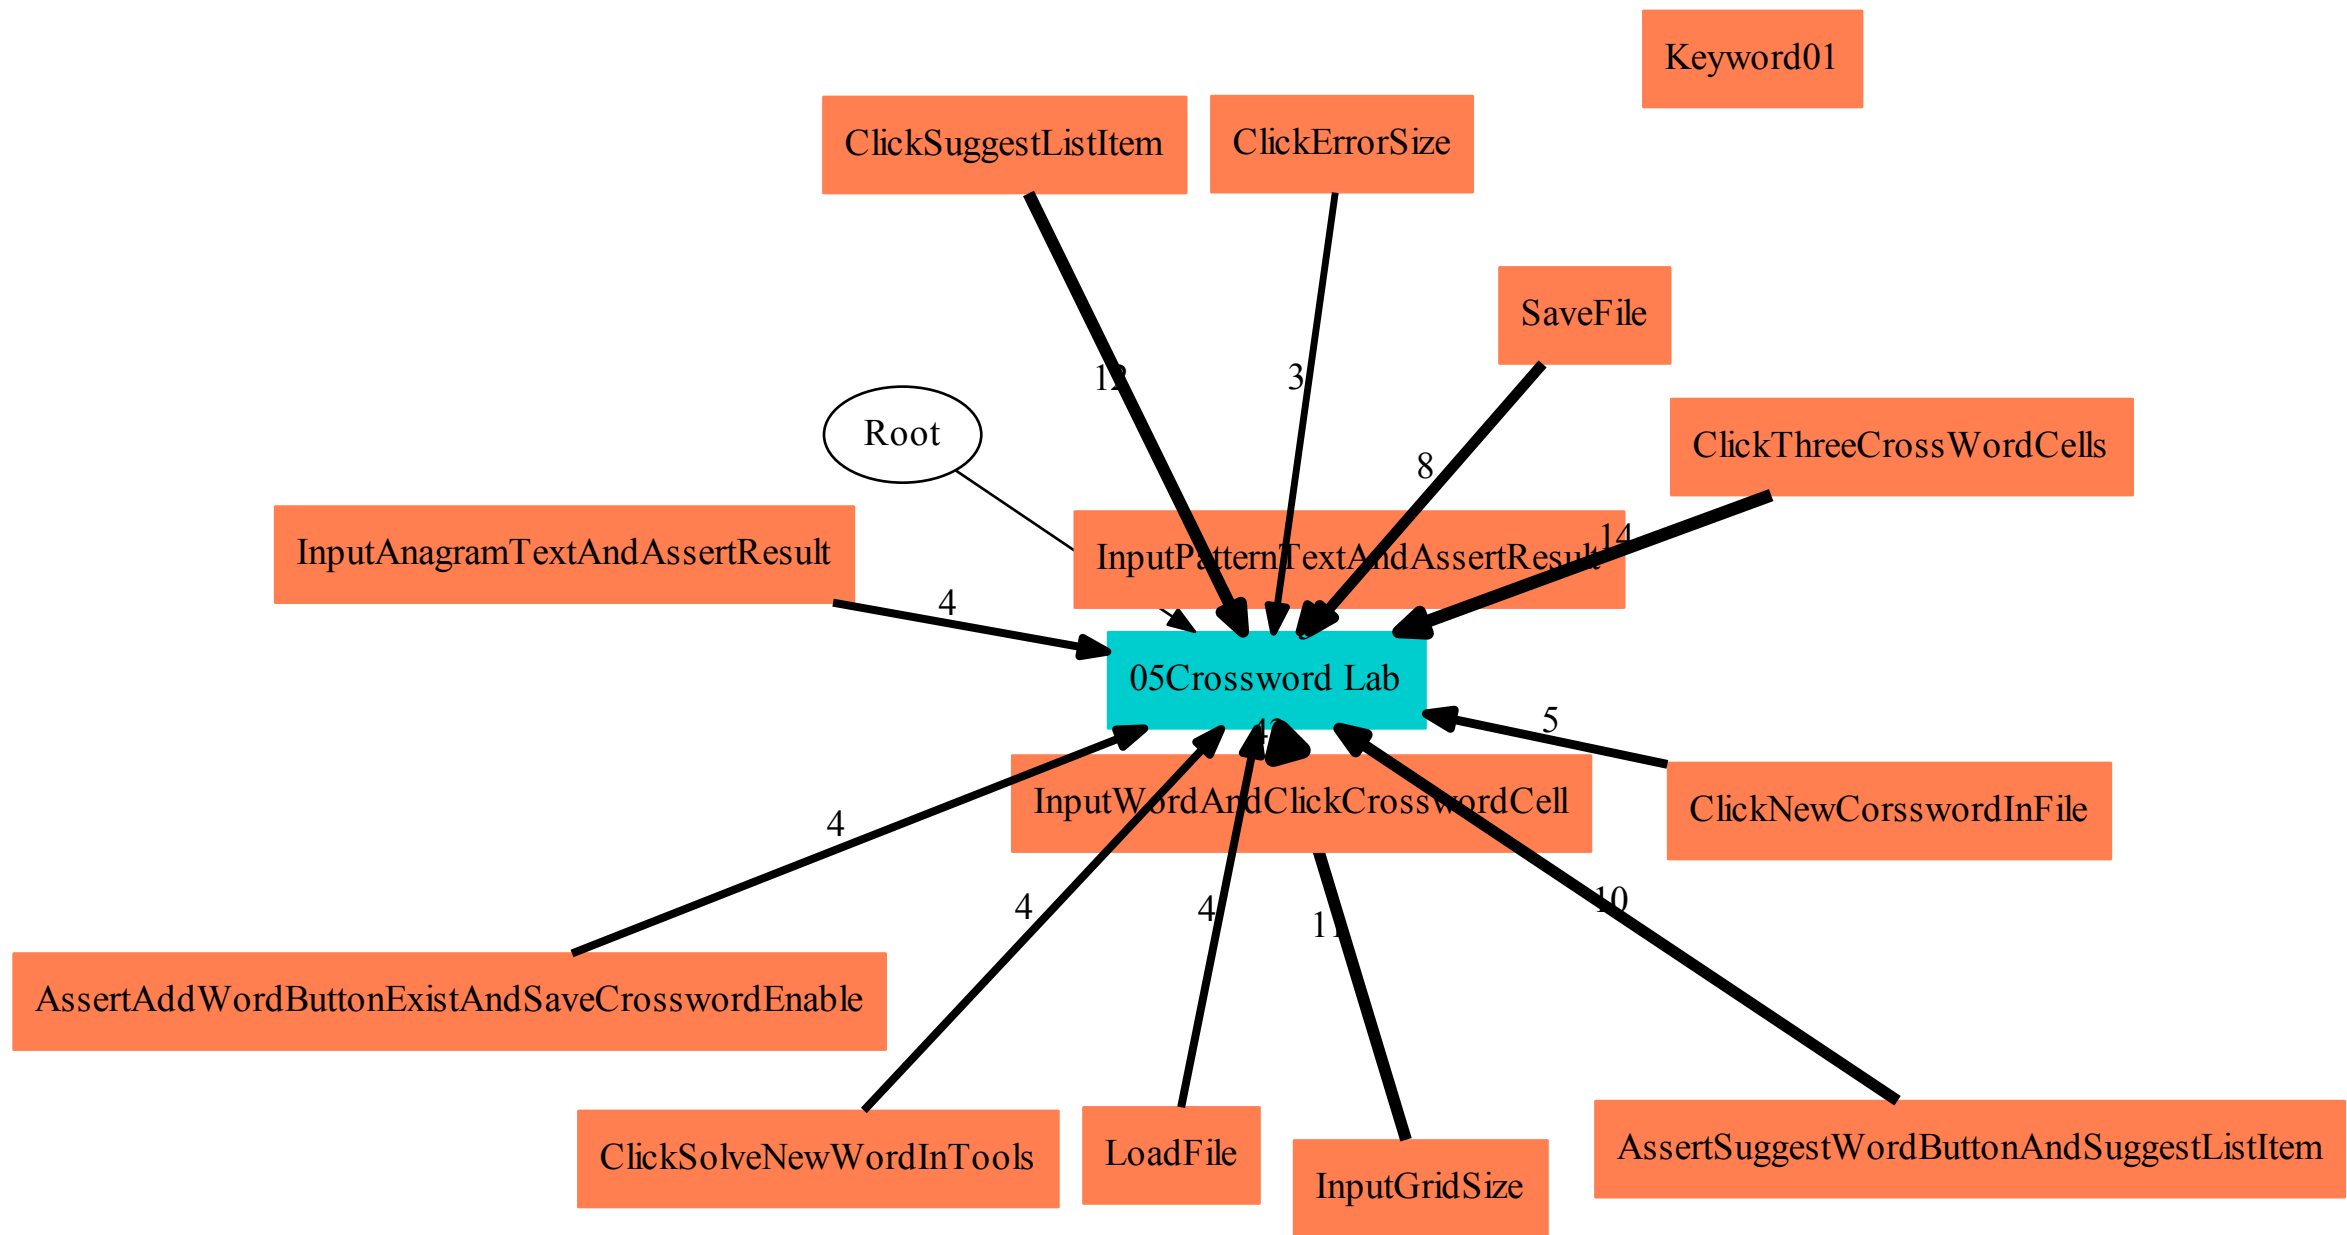 Keyword01
ClickSuggestListItem
ClickErrorSize
SaveFile
12
3
Root
ClickThreeCrossWordCells
8
InputAnagramTextAndAssertResult
InputPatternTextAndAssertResult
14
4
05Crossword Lab
5
InputWordAndClickCrosswordCell
ClickNewCorsswordInFile
4
4
4
11
10
AssertAddWordButtonExistAndSaveCrosswordEnable
ClickSolveNewWordInTools
LoadFile
InputGridSize
AssertSuggestWordButtonAndSuggestListItem